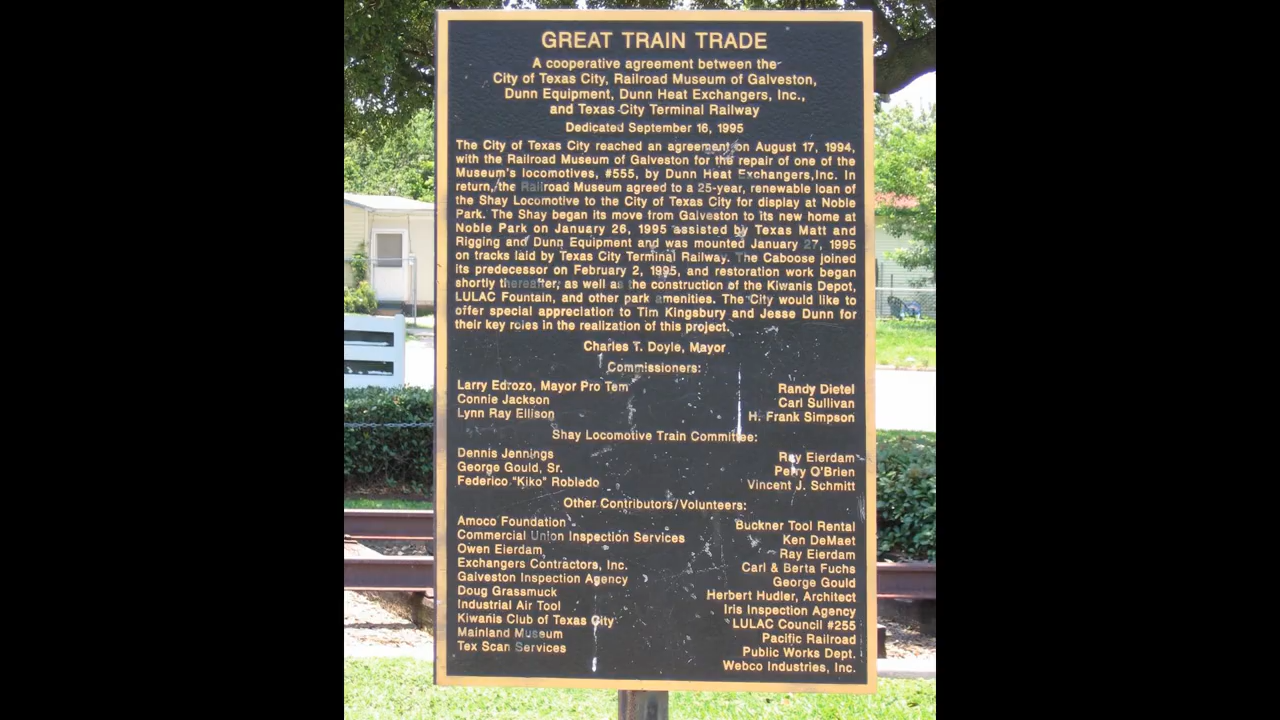 GREAT TRAIN TRADE
A cooperative agreement between the
City of Texas City, Railroad Museum of Galveston,
Dunn Equipment, Dunn Heat Exchangers, Inc.,
and Texas City Terminal Railway
Dedicated September 16, 1995
The City of Texas City reached an agreement on August 17, 1994,
with the Railroad Museum of Galveston for the repair of one of the
Museum's locomotives, #555, by Dunn Heat Exchangers,Inc. In
return, the Railroad Museum agreed to a 25-year, renewable loan of
the Shay Locomotive to the City of Texas City for display at Noble
Park. The Shay began its move from Galveston to its new home at
Noble Park on January 26, 1995 assisted by Texas Matt and
Rigging and Dunn Equipment and was mounted January 27, 1995
on tracks laid by Texas City Terminal Railway. The Caboose joined
its predecessor on February 2, 1995, and restoration work began
shortly thereafter, as well as the construction of the Kiwanis Depot,
LULAC Fountain, and other park amenities. The City would like to
offer special appreciation to Tim Kingsbury and Jesse Dunn for
their key roles in the realization of this project.
Charles T. Doyle, Mayor
Commissioners:
Larry Edrozo, Mayor Pro Tem Randy Dietel
Connie Jackson Carl Sullivan
Lynn Ray Ellison H. Frank Simpson
Shay Locomotive Train Committee:
Dennis Jennings Ray Eierdam
George Gould, Sr. Perry O'Brien
Federico "Kiko" Robledo Vincent J. Schmitt
Other Contributors/Volunteers:
Amoco Foundation Buckner Tool Rental
Commercial Union Inspection Services Ken DeMaet
Owen Eierdam Ray Eierdam
Exchangers Contractors, Inc. Carl & Berta Fuchs
Galveston Inspection Agency George Gould
Doug Grassmuck Herbert Hudler, Architect
Industrial Air Tool Iris Inspection Agency
Kiwanis Club of Texas City LULAC Council #255
Mainland Museum Pacific Railroad
Tex Scan Services Public Works Dept.
Webco Industries, Inc.